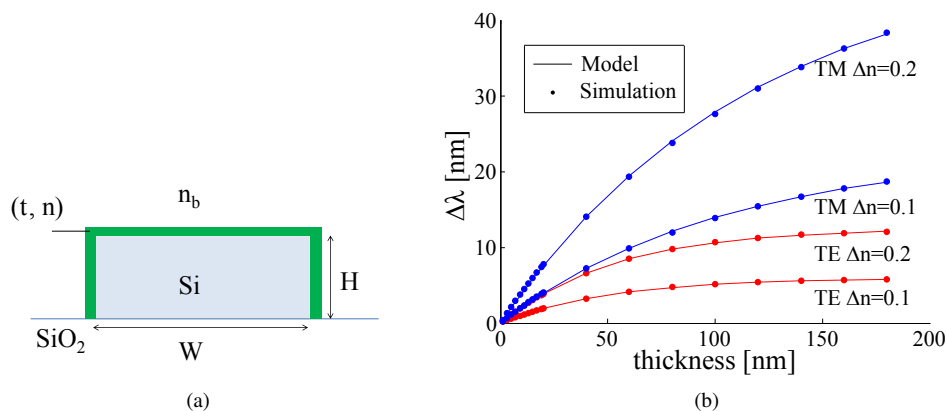 (t, n)
n_b
Si
H
SiO₂
W
(a)
40
30
20
10
0
Δλ [nm]
Model
Simulation
TM Δn=0.2
TM Δn=0.1
TE Δn=0.2
TE Δn=0.1
0 50 100 150 200
thickness [nm]
(b)